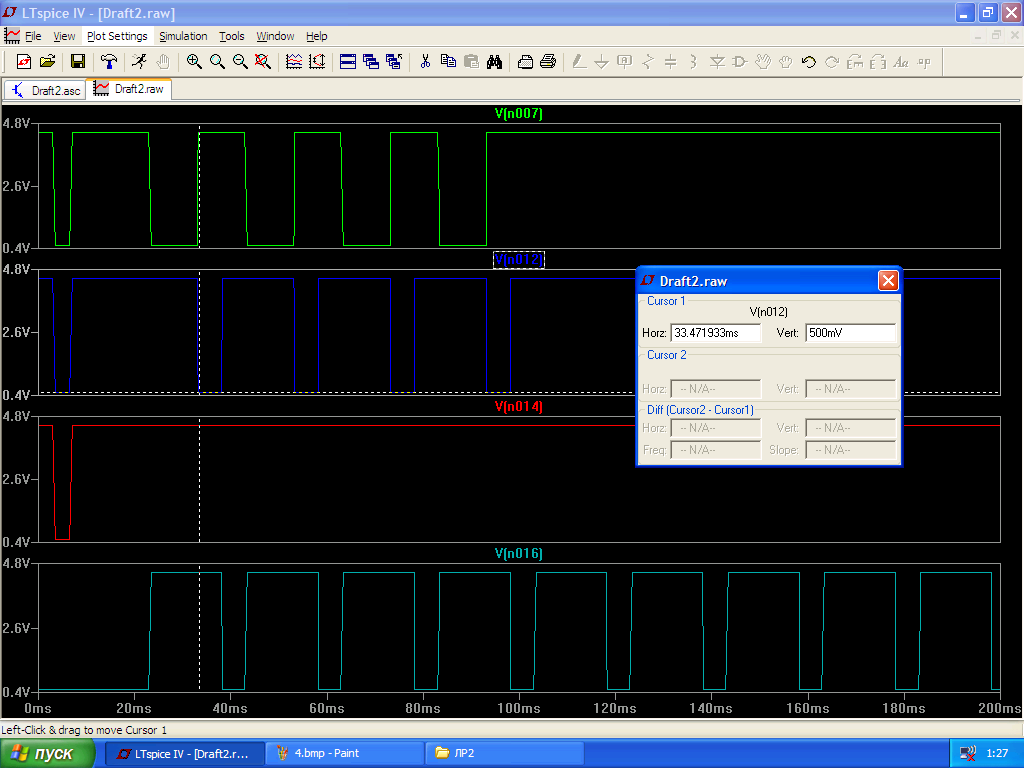 LTspice IV - [Draft2.raw]
File View Plot Settings Simulation Tools Window Help
Draft2.asc Draft2.raw
V(n007)
4.8V
2.6V
0.4V
V(n012)
4.8V
2.6V
0.4V
V(n014)
4.8V
2.6V
0.4V
V(n016)
4.8V
2.6V
0.4V
0ms 20ms 40ms 60ms 80ms 100ms 120ms 140ms 160ms 180ms 200ms
Draft2.raw
Cursor 1
V(n012)
Horz: 33.471933ms Vert: 500mV
Cursor 2
Horz: -- N/A-- Vert: -- N/A--
Diff (Cursor2 - Cursor1)
Horz: -- N/A-- Vert: -- N/A--
Freq: -- N/A-- Slope: -- N/A--
Left-Click & drag to move Cursor 1
пуск LTspice IV - [Draft2.r... 4.bmp - Paint ЛР2 1:27